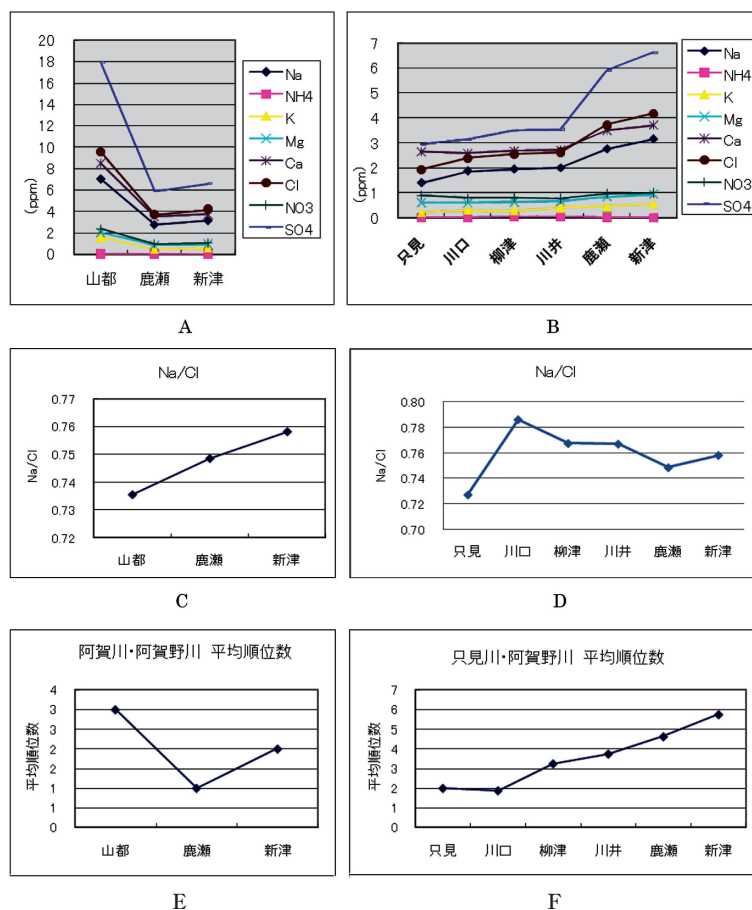 20
18
16
14
12
10
8
6
4
2
0
(ppm)
山都 鹿瀬 新津
Na
NH4
K
Mg
Ca
Cl
NO3
SO4
A
7
6
5
4
3
2
1
0
(ppm)
只見 川口 柳津 川井 鹿瀬 新津
Na
NH4
K
Mg
Ca
Cl
NO3
SO4
B
Na/Cl
0.77
0.76
0.75
0.74
0.73
0.72
Na/Cl
山都 鹿瀬 新津
C
Na/Cl
0.80
0.78
0.76
0.74
0.72
0.70
Na/Cl
只見 川口 柳津 川井 鹿瀬 新津
D
阿賀川・阿賀野川 平均順位数
4
3
3
2
2
1
1
0
平均順位数
山都 鹿瀬 新津
E
只見川・阿賀野川 平均順位数
7
6
5
4
3
2
1
0
平均順位数
只見 川口 柳津 川井 鹿瀬 新津
F